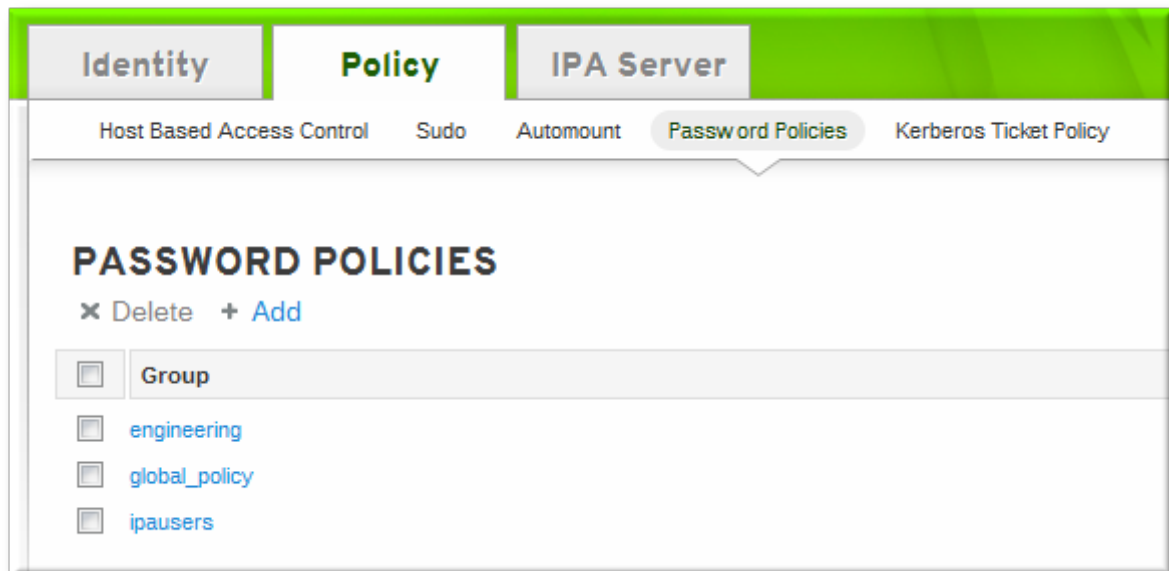 Identity Policy IPA Server
Host Based Access Control Sudo Automount Password Policies Kerberos Ticket Policy
PASSWORD POLICIES
Delete Add
Group
engineering
global_policy
ipausers